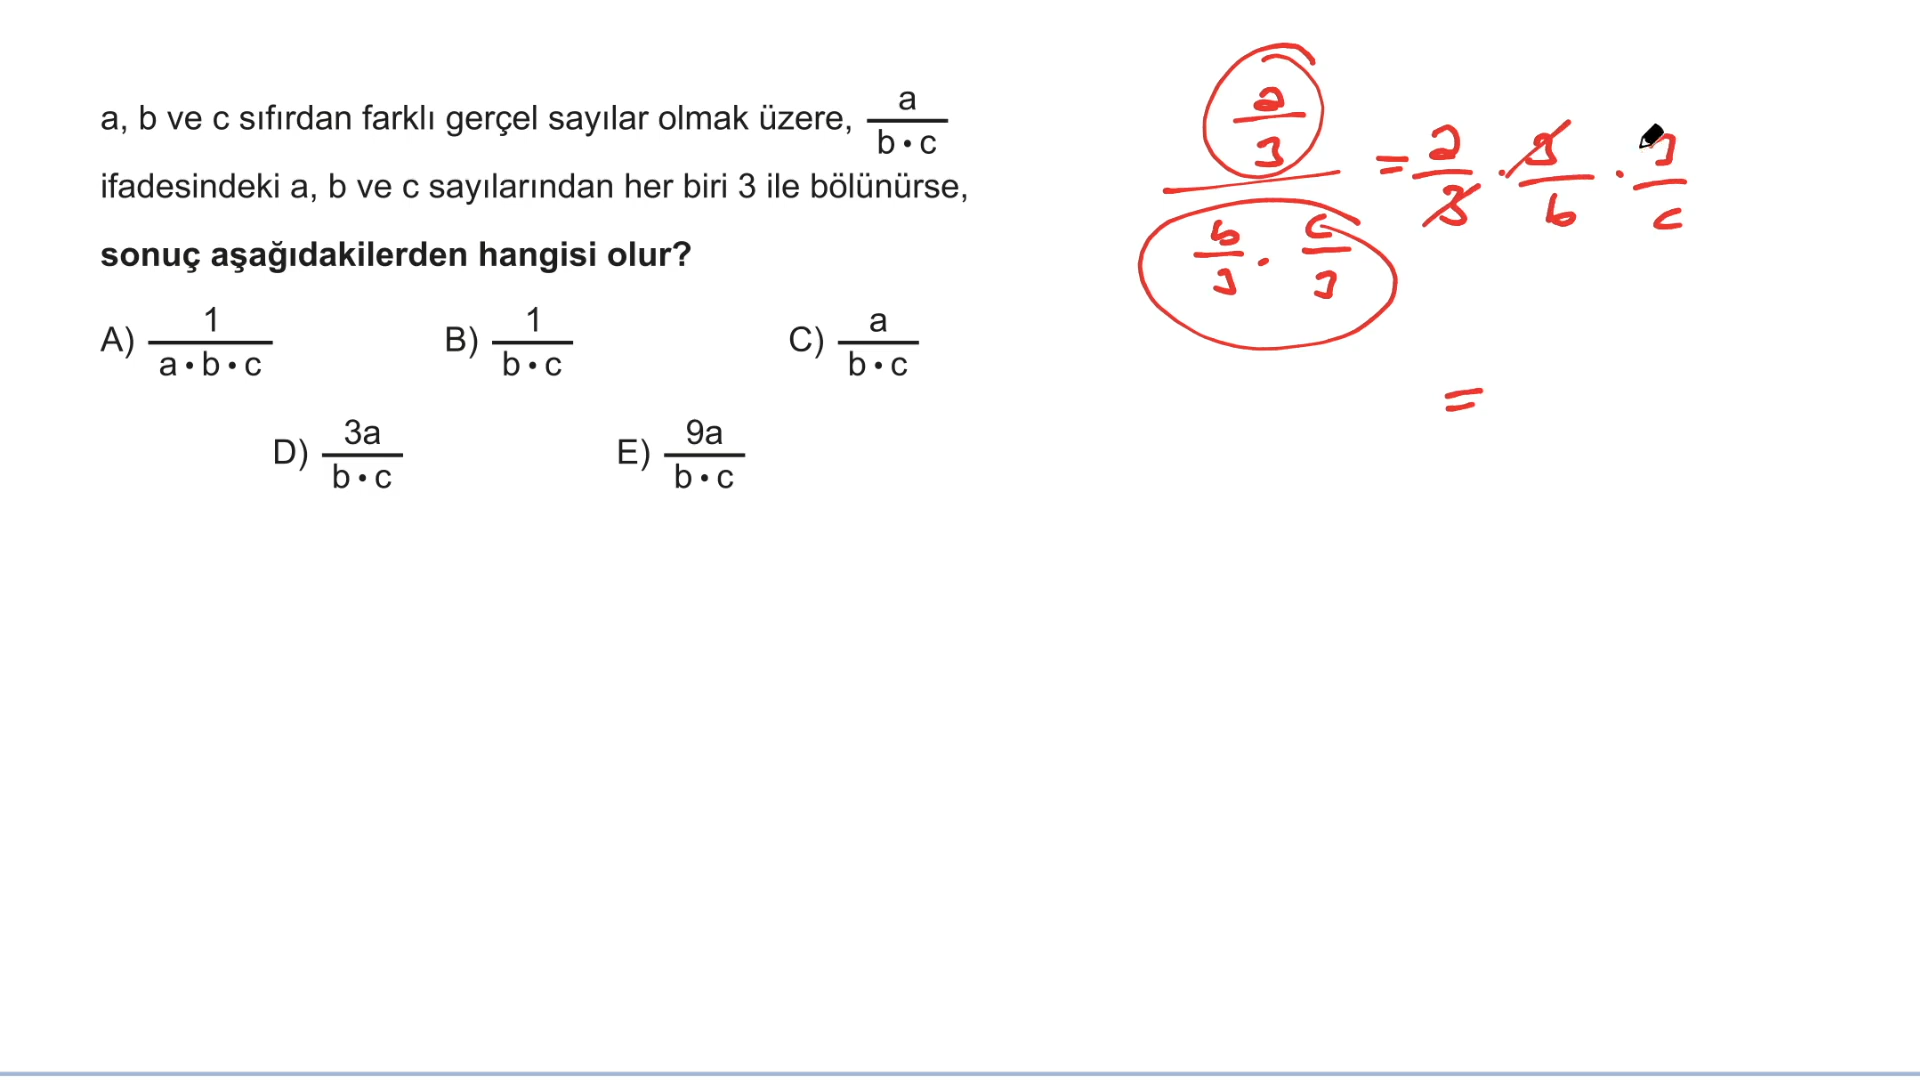 a, b ve c sıfırdan farklı gerçel sayılar olmak üzere, a / b • c
ifadesindeki a, b ve c sayılarından her biri 3 ile bölünürse,
sonuç aşağıdakilerden hangisi olur?
A) 1 / a • b • c B) 1 / b • c C) a / b • c
D) 3a / b • c E) 9a / b • c
(a / 3) / (b / 3 . c / 3) = a / 3 . 3 / b . 3 / c
=